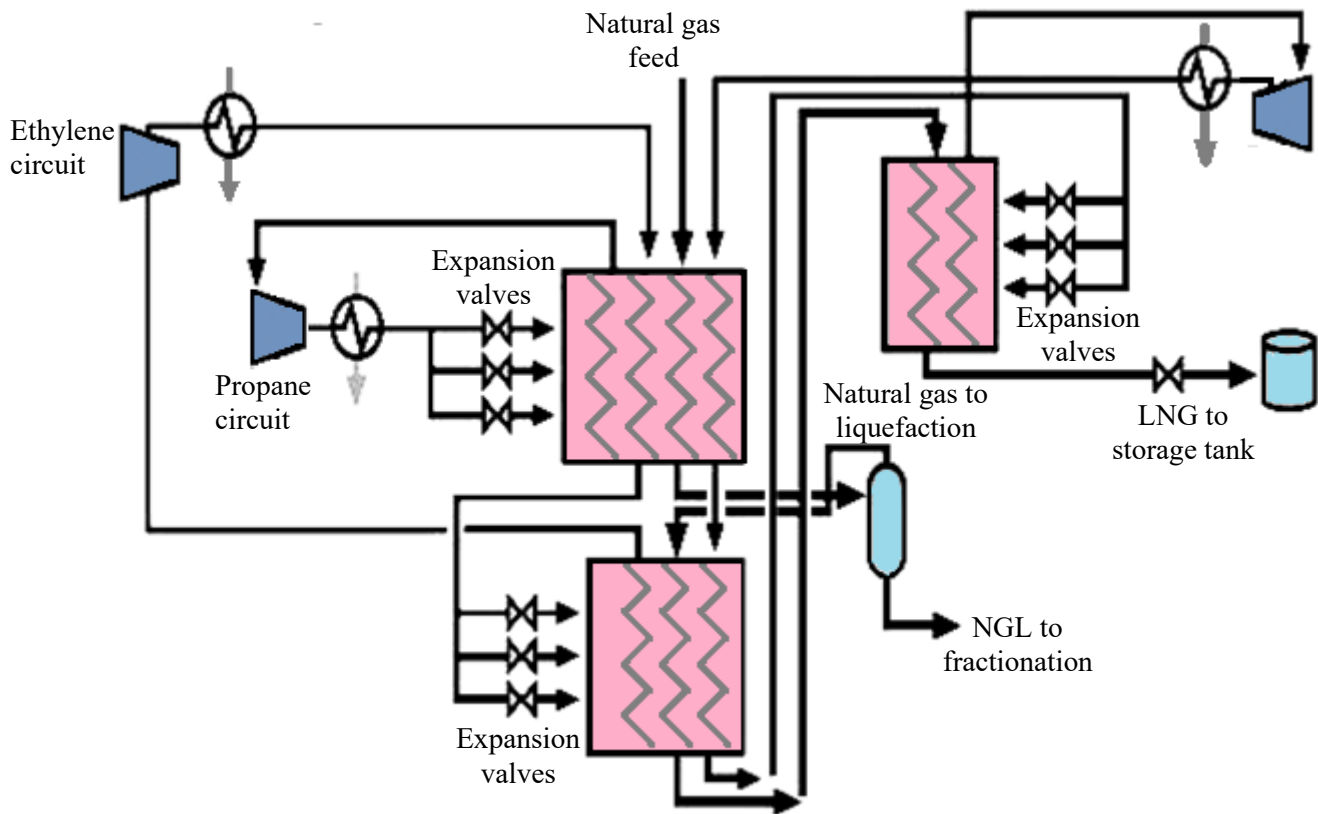 Natural gas
feed
Ethylene
circuit
Expansion
valves
Propane
circuit
Expansion
valves
Natural gas to
liquefaction
LNG to
storage tank
NGL to
fractionation
Expansion
valves